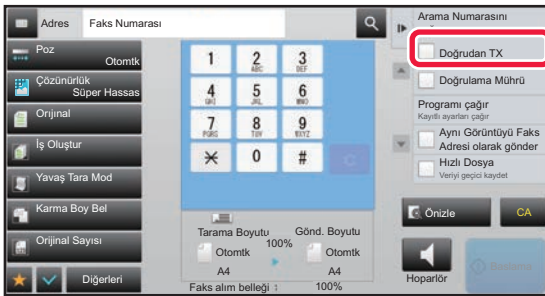 Adres
Faks Numarası
Poz
Otomtk
Çözünürlük
Süper Hassas
Orıjınal
İş Oluştur
Yavaş Tara Mod
Karma Boy Bel
Orijinal Sayısı
Diğerleri
1
2
ABC
3
DEF
4
GHI
5
JKL
6
MNO
7
PQRS
8
TUV
9
WXYZ
0
#
C
Tarama Boyutu
Gönd. Boyutu
100%
Otomtk
Otomtk
A4
A4
Faks alım belleği :
100%
Arama Numarasını
Doğrudan TX
Doğrulama Mührü
Programı çağır
Kayıtlı ayarları çağır
Aynı Görüntüyü Faks
Adresi olarak gönder
Hızlı Dosya
Veriyi geçici kaydet
Önizle
CA
Hoparlör